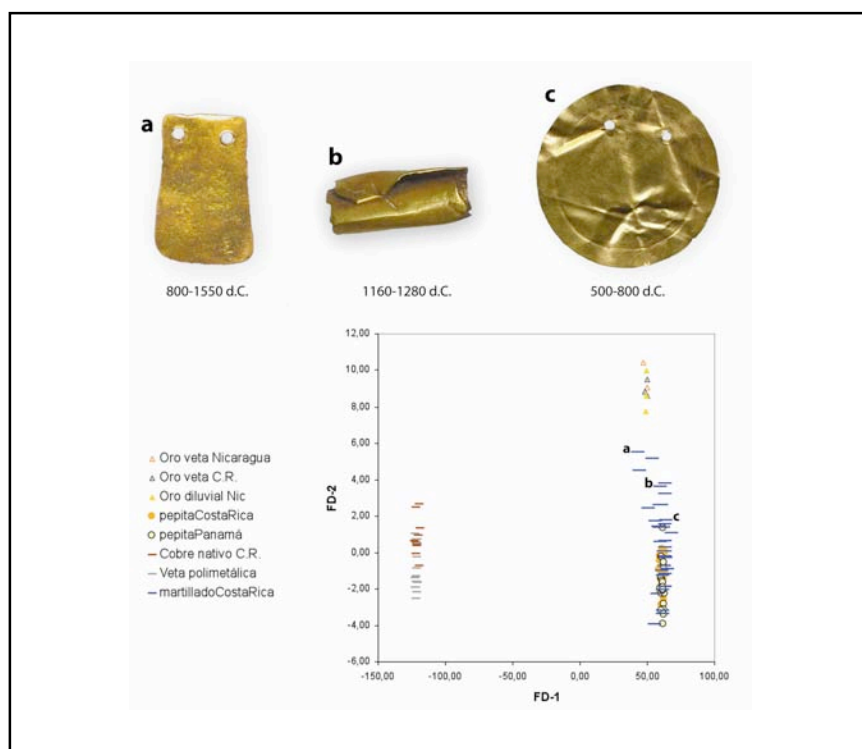 a
b
c
800-1550 d.C.
1160-1280 d.C.
500-800 d.C.
12,00
10,00
8,00
6,00
4,00
2,00
0,00
-2,00
-4,00
-6,00
FD-2
-150,00 -100,00 -50,00 0,00 50,00 100,00
FD-1
a
b
c
Oro veta Nicaragua
Oro veta C.R.
Oro diluvial Nic
pepitaCostaRica
pepitaPanamá
Cobre nativo C.R.
Veta polimetálica
martilladoCostaRica